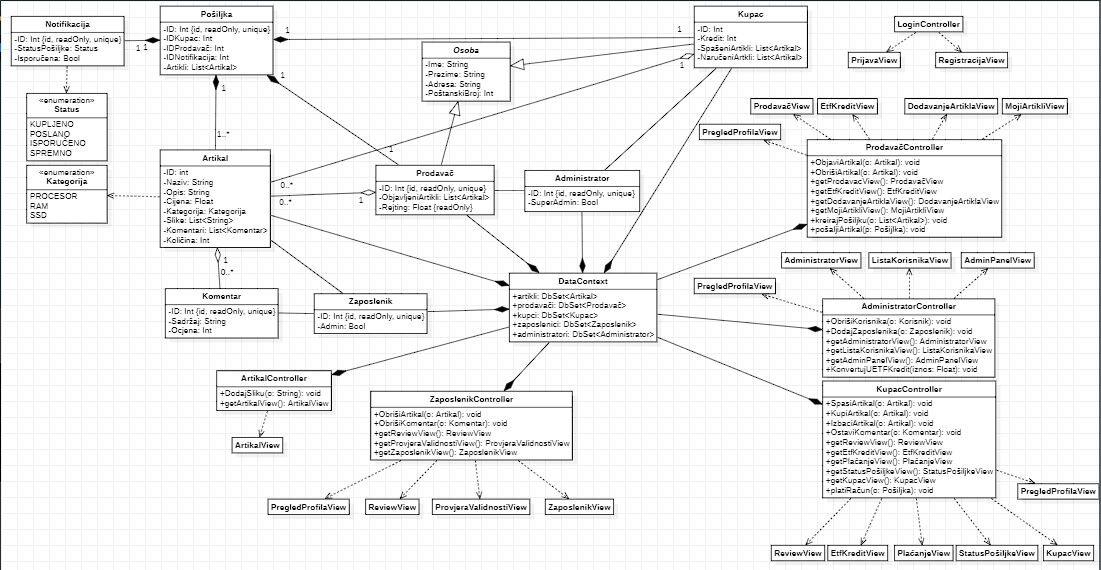 Notifikacija
-ID: Int {id, readOnly, unique}
-StatusPošiljke: Status
-Isporučena: Bool
1
1
Pošiljka
-ID: Int {id, readOnly, unique}
-IDKupac: Int
-IDProdavač: Int
-IDNotifikacija: Int
-Artikli: List<Artikal>
1
1
1
1..*
1
Osoba
-Ime: String
-Prezime: String
-Adresa: String
-PoštanskiBroj: Int
Kupac
-ID: Int
-Kredit: Int
-SpašeniArtikli: List<Artikal>
-NaručeniArtkli: List<Artikal>
1
LoginController
PrijavaView
RegistracijaView
«enumeration»
Status
KUPLJENO
POSLANO
ISPORUČENO
SPREMNO
«enumeration»
Kategorija
PROCESOR
RAM
SSD
Artikal
-ID: int
-Naziv: String
-Opis: String
-Cijena: Float
-Kategorija: Kategorija
-Slike: List<String>
-Komentari: List<Komentar>
-Količina: Int
0..*
0..*
1
0..*
1
1
Prodavač
-ID: Int {id, readOnly, unique}
-ObjavljeniArtikli: List<Artikal>
-Rejting: Float {readOnly}
Administrator
-ID: Int {id, readOnly, unique}
-SuperAdmin: Bool
ProdavačView
EtfKreditView
DodavanjeArtiklaView
MojiArtikliView
PregledProfilaView
ProdavačController
+ObjaviArtikal(o: Artikal): void
+ObrišiArtikal(o: Artikal): void
+getProdavacView(): ProdavačView
+getEtfKreditView(): EtfKreditView
+getDodavanjeArtiklaView(): DodavanjeArtiklaView
+getMojiArtikliView(): MojiArtikliView
+kreirajPošiljku(o: List<Artikal>): void
+pošaljiArtikal(o: Pošiljka): void
Komentar
-ID: Int {id, readOnly, unique}
-Sadržaj: String
-Ocjena: Int
Zaposlenik
-ID: Int {id, readOnly, unique}
-Admin: Bool
DataContext
+artikli: DbSet<Artikal>
+prodavači: DbSet<Prodavač>
+kupci: DbSet<Kupac>
+zaposlenici: DbSet<Zaposlenik>
+administratori: DbSet<Administrator>
AdministratorView
ListaKorisnikaView
AdminPanelView
PregledProfilaView
AdministratorController
+ObrišiKorisnika(o: Korisnik): void
+DodajZaposlenika(o: Zaposlenik): void
+getAdministratorView(): AdministratorView
+getListaKorisnikaView(): ListaKorisnikaView
+getAdminPanelView(): AdminPanelView
+KonvertujUETFKredit(iznos: Float): void
ArtikalController
+DodajSliku(o: String): void
+getArtikalView(): ArtikalView
ArtikalView
ZaposlenikController
+ObrišiArtikal(o: Artikal): void
+ObrišiKomentar(o: Komentar): void
+getReviewView(): ReviewView
+getProvjeraValidnostiView(): ProvjeraValidnostiView
+getZaposlenikView(): ZaposlenikView
PregledProfilaView
ReviewView
ProvjeraValidnostiView
ZaposlenikView
KupacController
+SpasiArtikal(o: Artikal): void
+KupiArtikal(o: Artikal): void
+IzbaciArtikal(o: Artikal): void
+OstaviKomentar(o: Komentar): void
+getReviewView(): ReviewView
+getEtfKreditView(): EtfKreditView
+getPlaćanjeView(): PlaćanjeView
+getStatusPošiljkeView(): StatusPošiljkeView
+getKupacView(): KupacView
+platiRačun(o: Pošiljka): void
PregledProfilaView
ReviewView
EtfKreditView
PlaćanjeView
StatusPošiljkeView
KupacView